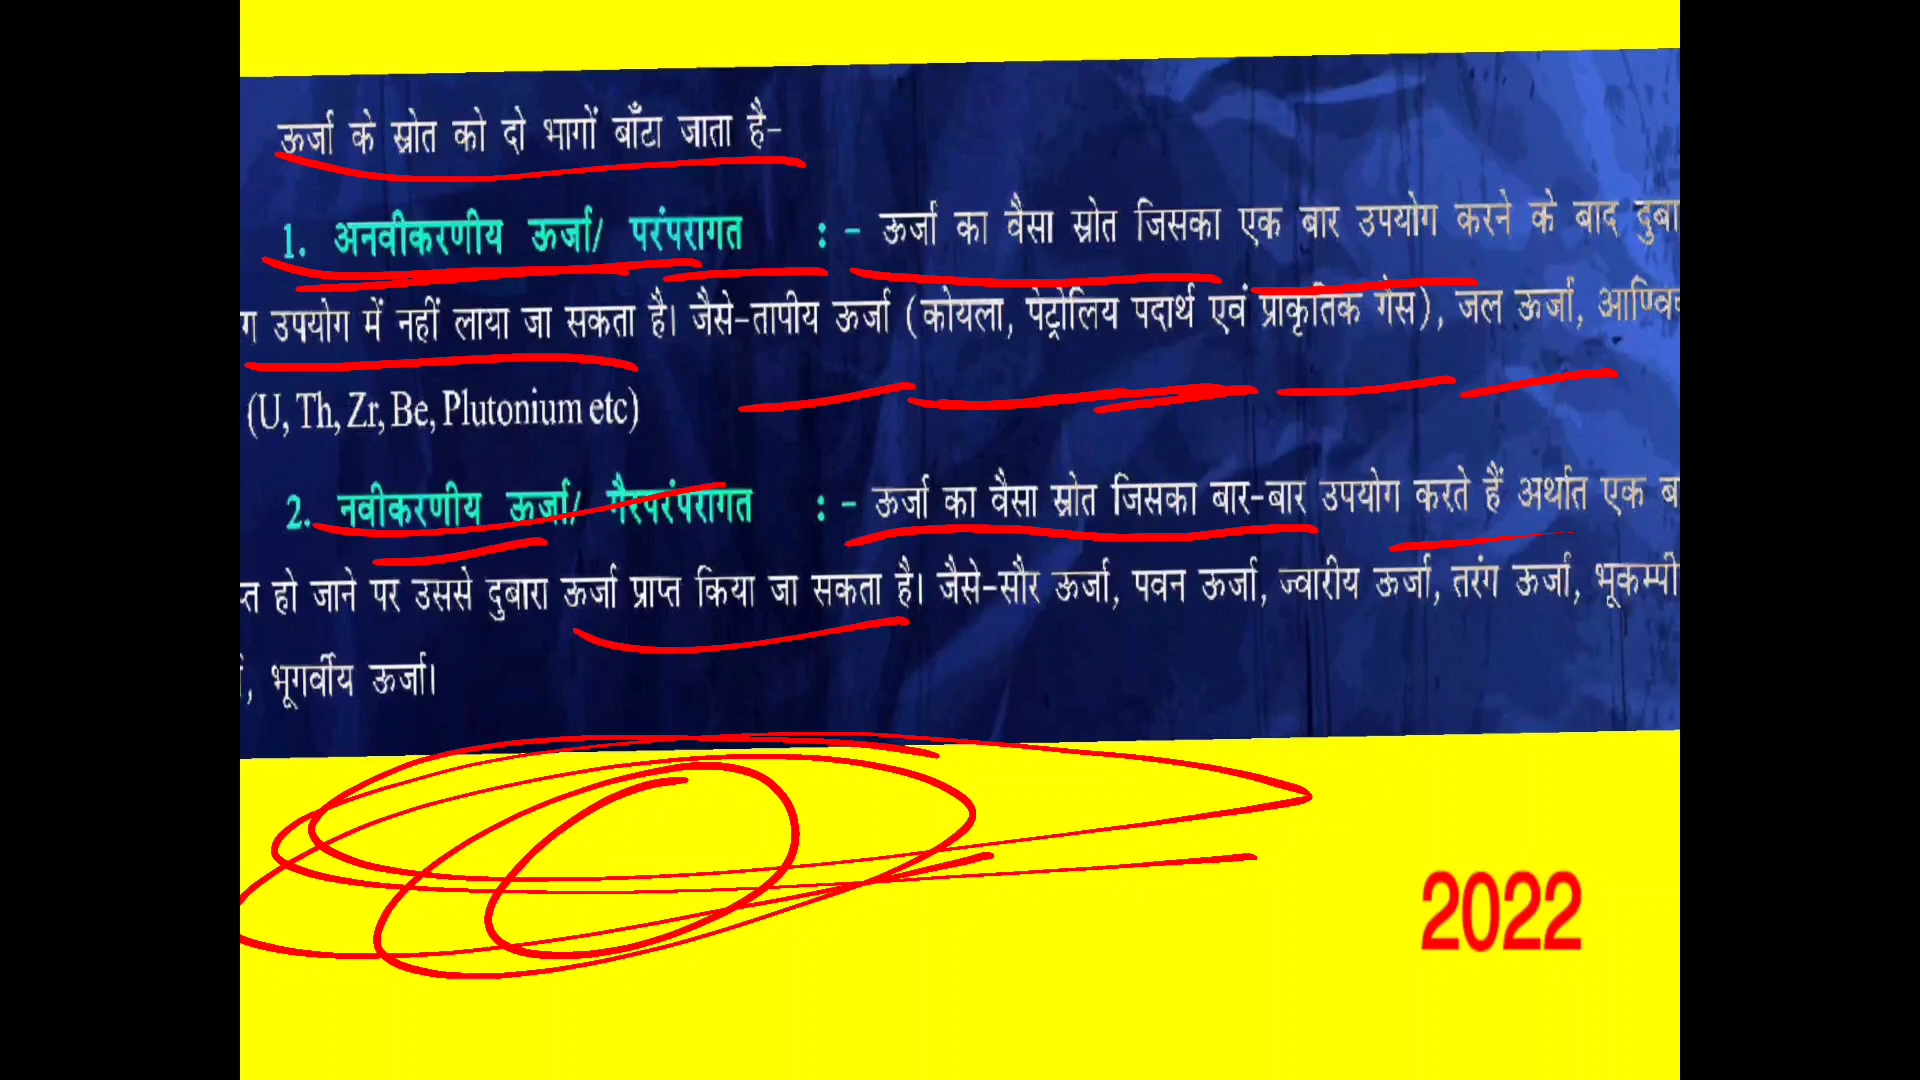 ऊर्जा के स्रोत को दो भागों बाँटा जाता है-
1. अनवीकरणीय ऊर्जा/ परंपरागत :- ऊर्जा का वैसा स्रोत जिसका एक बार उपयोग करने के बाद
उपयोग में नहीं लाया जा सकता है। जैसे-तापीय ऊर्जा (कोयला, पेट्रोलिय पदार्थ एवं प्राकृतिक गैस), जल ऊर्जा,
(U, Th, Zr, Be, Plutonium etc)
2. नवीकरणीय ऊर्जा/ गैरपरंपरागत :- ऊर्जा का वैसा स्रोत जिसका बार-बार उपयोग करते हैं अर्थात एक
हो जाने पर उससे दुबारा ऊर्जा प्राप्त किया जा सकता है। जैसे-सौर ऊर्जा, पवन ऊर्जा, ज्वारीय ऊर्जा, तरंग ऊर्जा,
, भूगर्वीय ऊर्जा।
2022